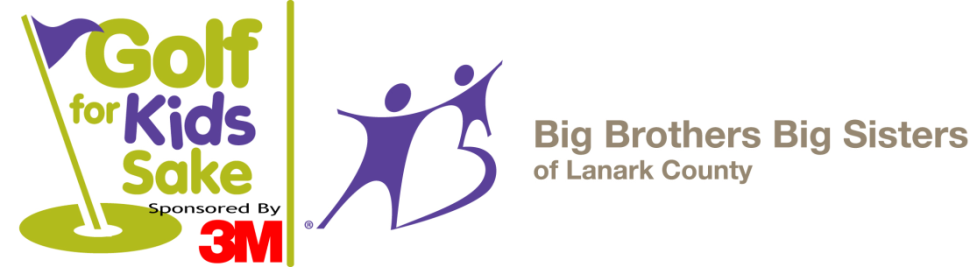 Golf
for Kids
Sake
Sponsored By
3M
®
Big Brothers Big Sisters
of Lanark County